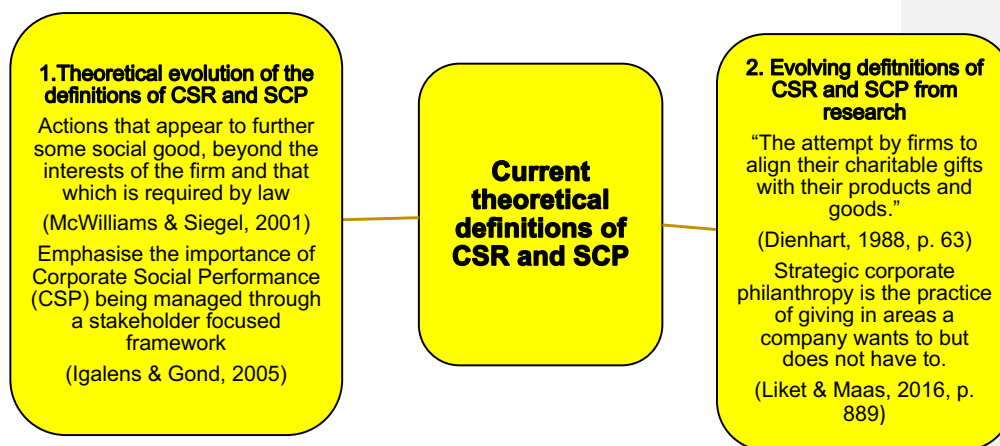 1.Theoretical evolution of the
definitions of CSR and SCP
Actions that appear to further
some social good, beyond the
interests of the firm and that
which is required by law
(McWilliams & Siegel, 2001)
Emphasise the importance of
Corporate Social Performance
(CSP) being managed through
a stakeholder focused
framework
(Igalens & Gond, 2005)
Current
theoretical
definitions of
CSR and SCP
2. Evolving defitnitions of
CSR and SCP from
research
“The attempt by firms to
align their charitable gifts
with their products and
goods.”
(Dienhart, 1988, p. 63)
Strategic corporate
philanthropy is the practice
of giving in areas a
company wants to but
does not have to.
(Liket & Maas, 2016, p.
889)